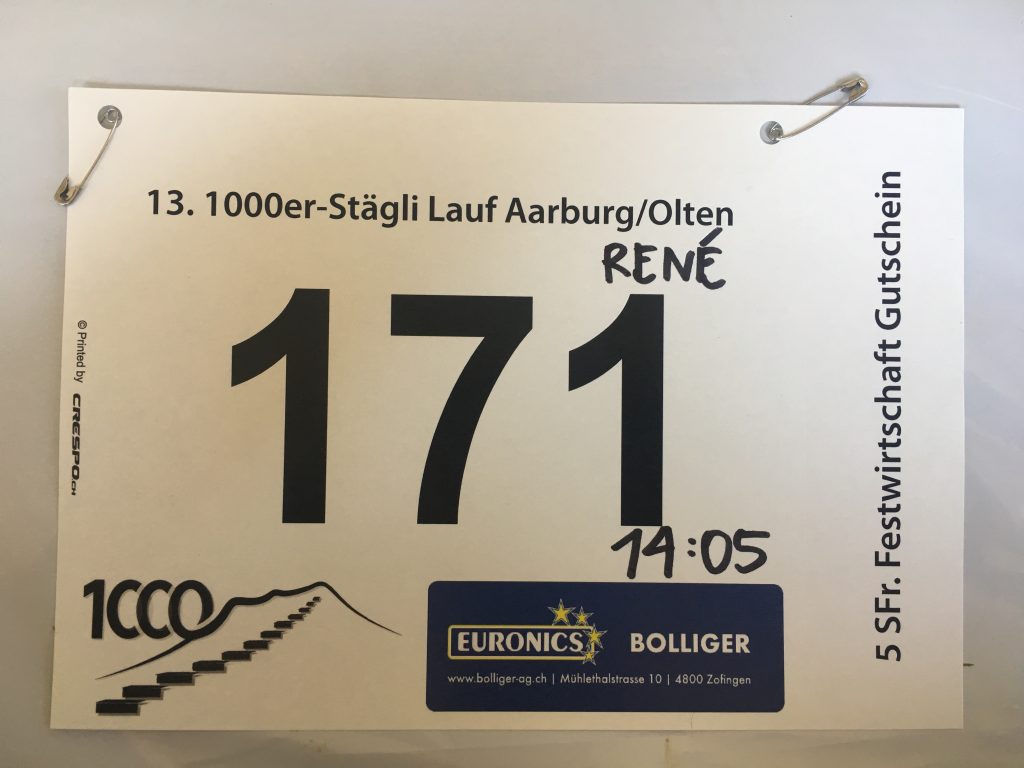 13. 1000er-Stägli Lauf Aarburg/Olten
RENÉ
171
14:05
5 SFr. Festwirtschaft Gutschein
© Printed by CRESPO.CH
1000
EURONICS BOLLIGER
www.bolliger-ag.ch | Mühlethalstrasse 10 | 4800 Zofingen